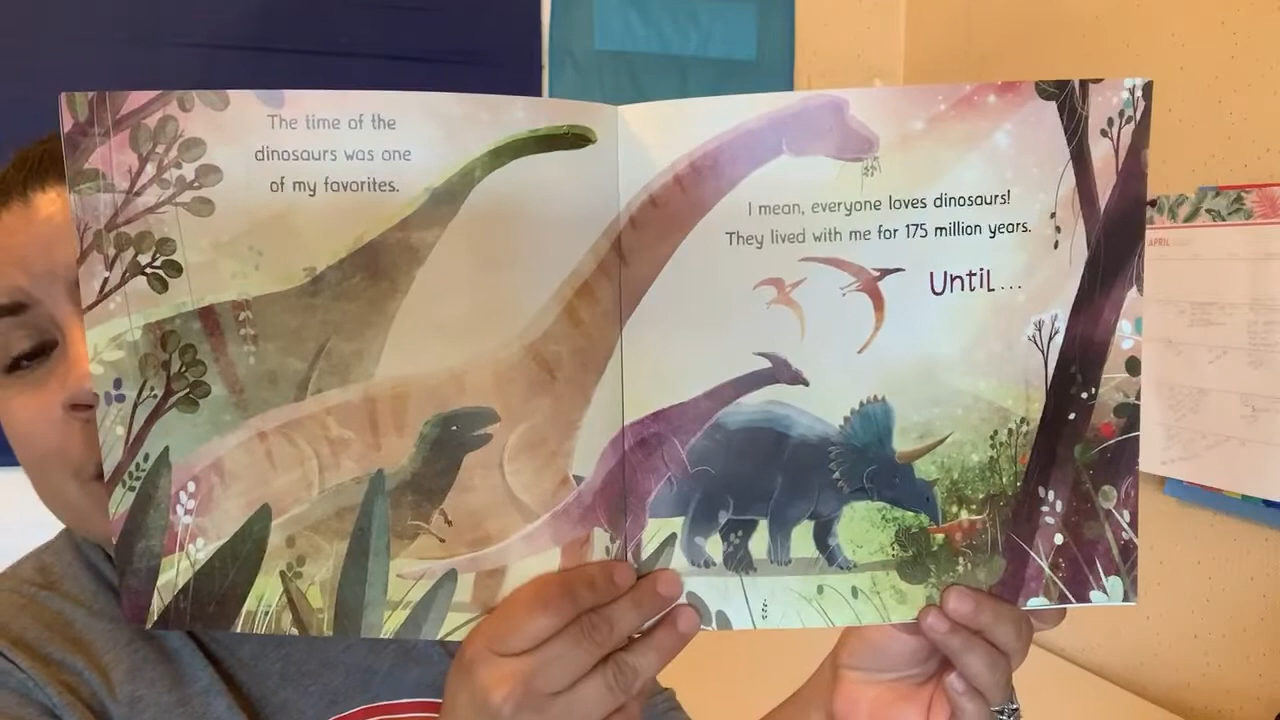 The time of the
dinosaurs was one
of my favorites.
I mean, everyone loves dinosaurs!
They lived with me for 175 million years.
Until...
APRIL